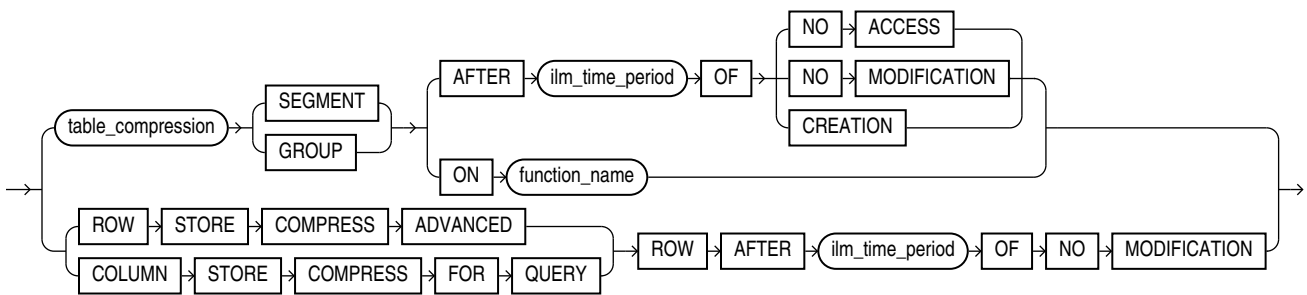 NO ACCESS
AFTER ilm_time_period OF NO MODIFICATION
SEGMENT
table_compression
GROUP
CREATION
ON function_name
ROW STORE COMPRESS ADVANCED
ROW AFTER ilm_time_period OF NO MODIFICATION
COLUMN STORE COMPRESS FOR QUERY